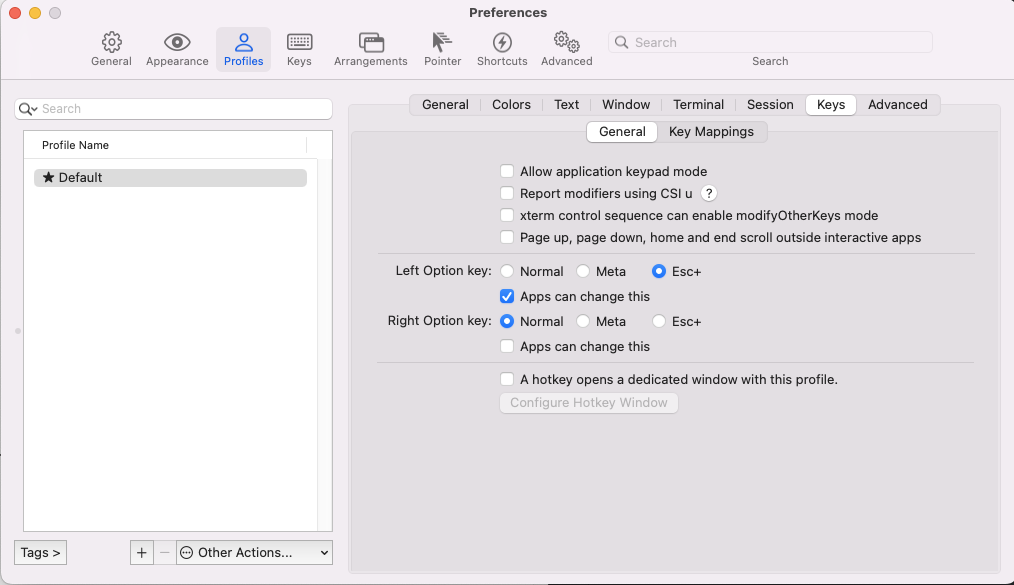 Preferences
General Appearance Profiles Keys Arrangements Pointer Shortcuts Advanced Search
Search
Search
General Colors Text Window Terminal Session Keys Advanced
General Key Mappings
Profile Name
★ Default
Allow application keypad mode
Report modifiers using CSI u ?
xterm control sequence can enable modifyOtherKeys mode
Page up, page down, home and end scroll outside interactive apps
Left Option key: Normal Meta Esc+
Apps can change this
Right Option key: Normal Meta Esc+
Apps can change this
A hotkey opens a dedicated window with this profile.
Configure Hotkey Window
Tags > + − Other Actions...